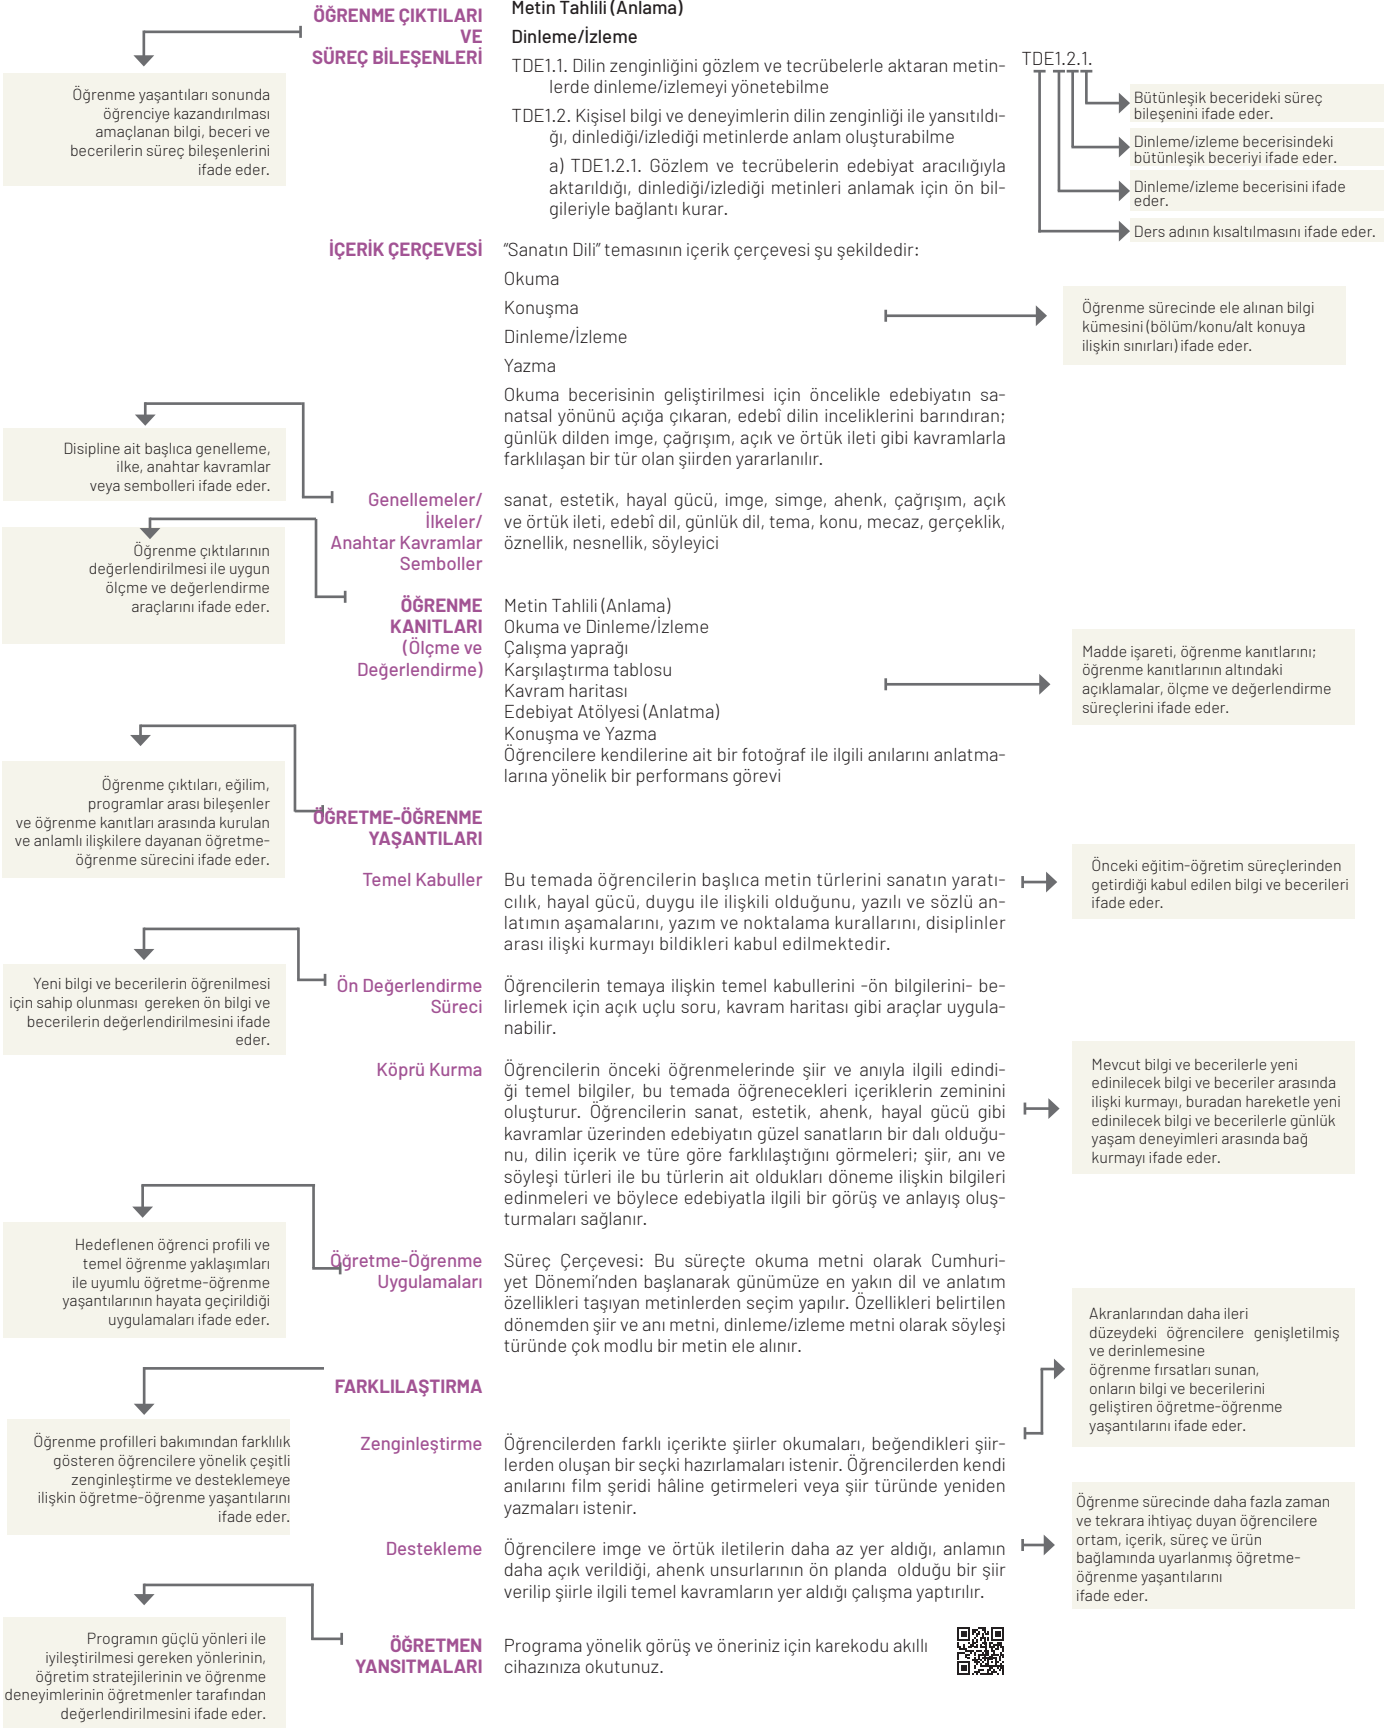 ÖĞRENME ÇIKTILARI
VE
SÜREÇ BİLEŞENLERİ
Metin Tahlili (Anlama)
Dinleme/İzleme
TDE1.1. Dilin zenginliğini gözlem ve tecrübelerle aktaran metin-
lerde dinleme/izlemeyi yönetebilme
TDE1.2. Kişisel bilgi ve deneyimlerin dilin zenginliği ile yansıtıldı-
ğı, dinlediği/izlediği metinlerde anlam oluşturabilme
a) TDE1.2.1. Gözlem ve tecrübelerin edebiyat aracılığıyla
aktarıldığı, dinlediği/izlediği metinleri anlamak için ön bil-
gileriyle bağlantı kurar.
Öğrenme yaşantıları sonunda
öğrenciye kazandırılması
amaçlanan bilgi, beceri ve
becerilerin süreç bileşenlerini
ifade eder.
TDE1.2.1.
Bütünleşik becerideki süreç
bileşenini ifade eder.
Dinleme/izleme becerisindeki
bütünleşik beceriyi ifade eder.
Dinleme/izleme becerisini ifade
eder.
Ders adının kısaltılmasını ifade eder.
İÇERİK ÇERÇEVESİ
“Sanatın Dili” temasının içerik çerçevesi şu şekildedir:
Okuma
Konuşma
Dinleme/İzleme
Yazma
Okuma becerisinin geliştirilmesi için öncelikle edebiyatın sa-
natsal yönünü açığa çıkaran, edebî dilin inceliklerini barındıran;
günlük dilden imge, çağrışım, açık ve örtük ileti gibi kavramlarla
farklılaşan bir tür olan şiirden yararlanılır.
Öğrenme sürecinde ele alınan bilgi
kümesini (bölüm/konu/alt konuya
ilişkin sınırları) ifade eder.
Disipline ait başlıca genelleme,
ilke, anahtar kavramlar
veya sembolleri ifade eder.
Genellemeler/
İlkeler/
Anahtar Kavramlar
Semboller
sanat, estetik, hayal gücü, imge, simge, ahenk, çağrışım, açık
ve örtük ileti, edebî dil, günlük dil, tema, konu, mecaz, gerçeklik,
öznellik, nesnellik, söyleyici
Öğrenme çıktılarının
değerlendirilmesi ile uygun
ölçme ve değerlendirme
araçlarını ifade eder.
ÖĞRENME
KANITLARI
(Ölçme ve
Değerlendirme)
Metin Tahlili (Anlama)
Okuma ve Dinleme/İzleme
Çalışma yaprağı
Karşılaştırma tablosu
Kavram haritası
Edebiyat Atölyesi (Anlatma)
Konuşma ve Yazma
Öğrencilere kendilerine ait bir fotoğraf ile ilgili anılarını anlatma-
larına yönelik bir performans görevi
Madde işareti, öğrenme kanıtlarını;
öğrenme kanıtlarının altındaki
açıklamalar, ölçme ve değerlendirme
süreçlerini ifade eder.
Öğrenme çıktıları, eğilim,
programlar arası bileşenler
ve öğrenme kanıtları arasında kurulan
ve anlamlı ilişkilere dayanan öğretme-
öğrenme sürecini ifade eder.
ÖĞRETME-ÖĞRENME
YAŞANTILARI
Temel Kabuller
Bu temada öğrencilerin başlıca metin türlerini sanatın yaratı-
cılık, hayal gücü, duygu ile ilişkili olduğunu, yazılı ve sözlü an-
latımın aşamalarını, yazım ve noktalama kurallarını, disiplinler
arası ilişki kurmayı bildikleri kabul edilmektedir.
Önceki eğitim-öğretim süreçlerinden
getirdiği kabul edilen bilgi ve becerileri
ifade eder.
Yeni bilgi ve becerilerin öğrenilmesi
için sahip olunması gereken ön bilgi ve
becerilerin değerlendirilmesini ifade
eder.
Ön Değerlendirme
Süreci
Öğrencilerin temaya ilişkin temel kabullerini -ön bilgilerini- be-
lirlemek için açık uçlu soru, kavram haritası gibi araçlar uygula-
nabilir.
Köprü Kurma
Öğrencilerin önceki öğrenmelerinde şiir ve anıyla ilgili edindi-
ği temel bilgiler, bu temada öğrenecekleri içeriklerin zeminini
oluşturur. Öğrencilerin sanat, estetik, ahenk, hayal gücü gibi
kavramlar üzerinden edebiyatın güzel sanatların bir dalı olduğu-
nu, dilin içerik ve türe göre farklılaştığını görmeleri; şiir, anı ve
söyleşi türleri ile bu türlerin ait oldukları döneme ilişkin bilgileri
edinmeleri ve böylece edebiyatla ilgili bir görüş ve anlayış oluş-
turmaları sağlanır.
Mevcut bilgi ve becerilerle yeni
edinilecek bilgi ve beceriler arasında
ilişki kurmayı, buradan hareketle yeni
edinilecek bilgi ve becerilerle günlük
yaşam deneyimleri arasında bağ
kurmayı ifade eder.
Hedeflenen öğrenci profili ve
temel öğrenme yaklaşımları
ile uyumlu öğretme-öğrenme
yaşantılarının hayata geçirildiği
uygulamaları ifade eder.
Öğretme-Öğrenme
Uygulamaları
Süreç Çerçevesi: Bu süreçte okuma metni olarak Cumhuri-
yet Dönemi’nden başlanarak günümüze en yakın dil ve anlatım
özellikleri taşıyan metinlerden seçim yapılır. Özellikleri belirtilen
dönemden şiir ve anı metni, dinleme/izleme metni olarak söyleşi
türünde çok modlu bir metin ele alınır.
Akranlarından daha ileri
düzeydeki öğrencilere genişletilmiş
ve derinlemesine
öğrenme fırsatları sunan,
onların bilgi ve becerilerini
geliştiren öğretme-öğrenme
yaşantılarını ifade eder.
FARKLILAŞTIRMA
Öğrenme profilleri bakımından farklılık
gösteren öğrencilere yönelik çeşitli
zenginleştirme ve desteklemeye
ilişkin öğretme-öğrenme yaşantılarını
ifade eder.
Zenginleştirme
Öğrencilerden farklı içerikte şiirler okumaları, beğendikleri şiir-
lerden oluşan bir seçki hazırlamaları istenir. Öğrencilerden kendi
anılarını film şeridi hâline getirmeleri veya şiir türünde yeniden
yazmaları istenir.
Destekleme
Öğrencilere imge ve örtük iletilerin daha az yer aldığı, anlamın
daha açık verildiği, ahenk unsurlarının ön planda olduğu bir şiir
verilip şiirle ilgili temel kavramların yer aldığı çalışma yaptırılır.
Öğrenme sürecinde daha fazla zaman
ve tekrara ihtiyaç duyan öğrencilere
ortam, içerik, süreç ve ürün
bağlamında uyarlanmış öğretme-
öğrenme yaşantılarını
ifade eder.
Programın güçlü yönleri ile
iyileştirilmesi gereken yönlerinin,
öğretim stratejilerinin ve öğrenme
deneyimlerinin öğretmenler tarafından
değerlendirilmesini ifade eder.
ÖĞRETMEN
YANSITMALARI
Programa yönelik görüş ve öneriniz için karekodu akıllı
cihazınıza okutunuz.